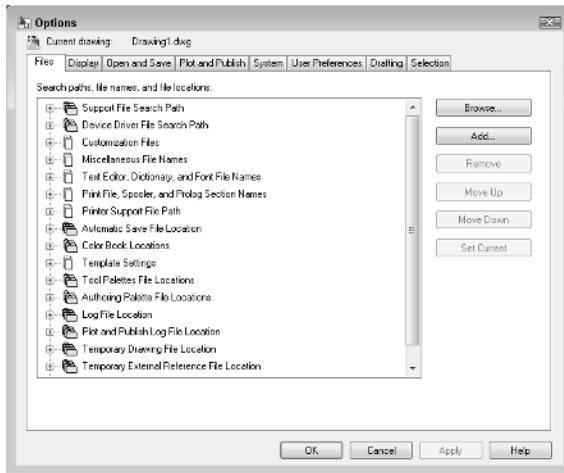 Options
Current drawing: Drawing1.dwg
Files Display Open and Save Plot and Publish System User Preferences Drafting Selection
Search paths, file names, and file locations:
Support File Search Path
Device Driver File Search Path
Customization Files
Miscellaneous File Names
Text Editor, Dictionary, and Font File Names
Print File, Spooler, and Prolog Section Names
Printer Support File Path
Automatic Save File Location
Color Book Locations
Template Settings
Tool Palettes File Locations
Authoring Palette File Locations
Log File Location
Plot and Publish Log File Location
Temporary Drawing File Location
Temporary External Reference File Location
Browse...
Add...
Remove
Move Up
Move Down
Set Current
OK Cancel Apply Help